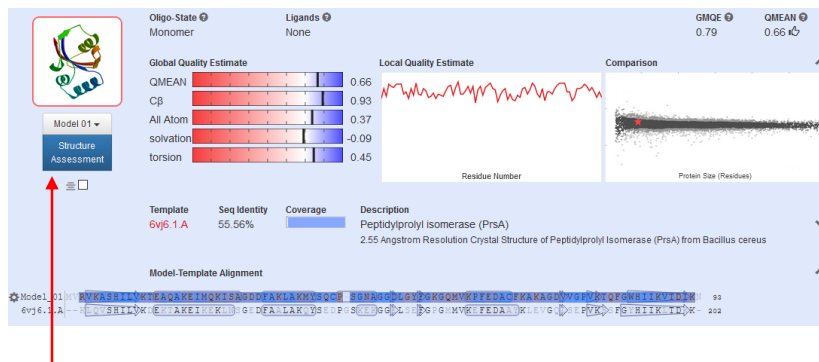 Oligo-State
Monomer
Ligands
None
GMQE
0.79
QMEAN
0.66
Global Quality Estimate
QMEAN 0.66
Cβ 0.93
All Atom 0.37
solvation -0.09
torsion 0.45
Local Quality Estimate
Residue Number
Comparison
Protein Size (Residues)
Model 01
Structure
Assessment
Template Seq Identity Coverage Description
6vj6.1.A 55.56% Peptidylprolyl isomerase (PrsA)
2.55 Angstrom Resolution Crystal Structure of Peptidylprolyl Isomerase (PrsA) from Bacillus cereus
Model-Template Alignment
Model_01 93
6vj6.1.A 202